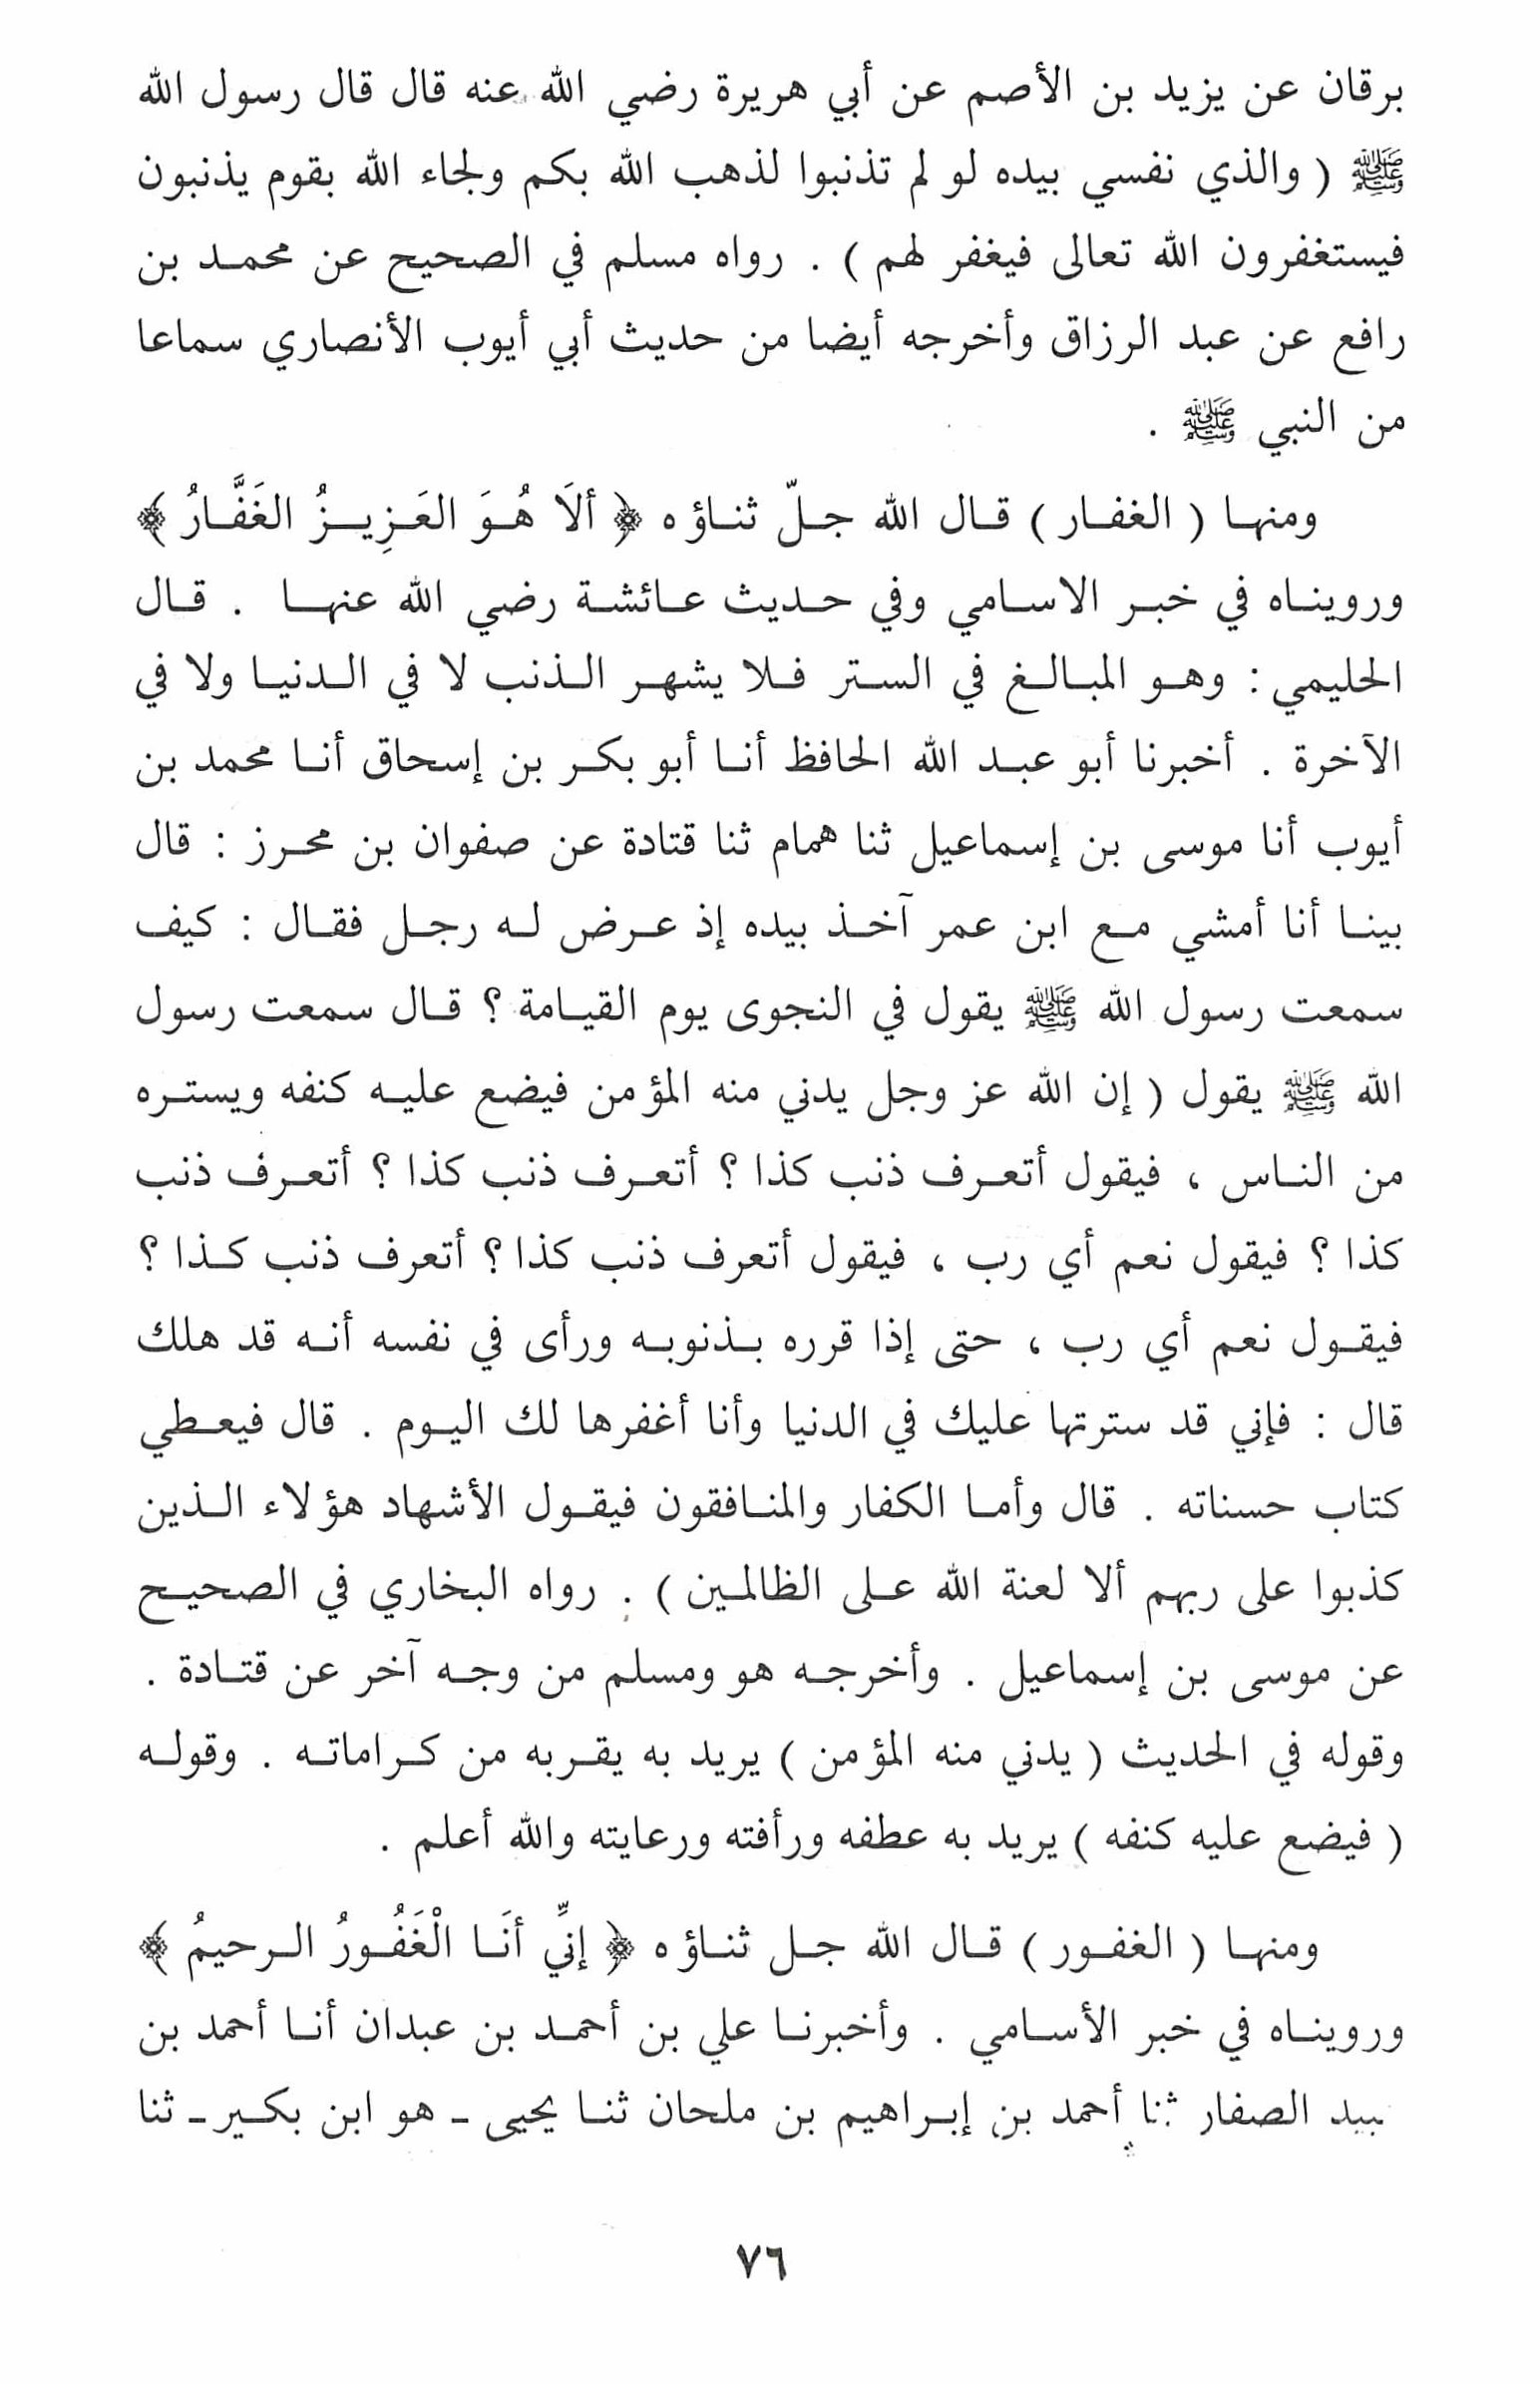 برقان عن يزيد بن الأصم عن أبي هريرة رضي الله عنه قال قال رسول الله
ﷺ ( والذي نفسي بيده لو لم تذنبوا لذهب الله بكم ولجاء الله بقوم يذنبون
فيستغفرون الله تعالى فيغفر لهم ) . رواه مسلم في الصحيح عن محمد بن
رافع عن عبد الرزاق وأخرجه أيضا من حديث أبي أيوب الأنصاري سماعا
من النبي ﷺ .
ومنها ( الغفار ) قال الله جلّ ثناؤه ﴿ ألَا هُوَ العَزِيزُ الغَفَّارُ ﴾
ورويناه في خبر الاسامي وفي حديث عائشة رضي الله عنها . قال
الحليمي : وهو المبالغ في الستر فلا يشهر الذنب لا في الدنيا ولا في
الآخرة . أخبرنا أبو عبد الله الحافظ أنا أبو بكر بن إسحاق أنا محمد بن
أيوب أنا موسى بن إسماعيل ثنا همام ثنا قتادة عن صفوان بن محرز : قال
بينا أنا أمشي مع ابن عمر آخذ بيده إذ عرض له رجل فقال : كيف
سمعت رسول الله ﷺ يقول في النجوى يوم القيامة ؟ قال سمعت رسول
الله ﷺ يقول ( إن الله عز وجل يدني منه المؤمن فيضع عليه كنفه ويستره
من الناس ، فيقول أتعرف ذنب كذا ؟ أتعرف ذنب كذا ؟ أتعرف ذنب
كذا ؟ فيقول نعم أي رب ، فيقول أتعرف ذنب كذا ؟ أتعرف ذنب كذا ؟
فيقول نعم أي رب ، حتى إذا قرره بذنوبه ورأى في نفسه أنه قد هلك
قال : فإني قد سترتها عليك في الدنيا وأنا أغفرها لك اليوم . قال فيعطي
كتاب حسناته . قال وأما الكفار والمنافقون فيقول الأشهاد هؤلاء الذين
كذبوا على ربهم ألا لعنة الله على الظالمين ) . رواه البخاري في الصحيح
عن موسى بن إسماعيل . وأخرجه هو ومسلم من وجه آخر عن قتادة .
وقوله في الحديث ( يدني منه المؤمن ) يريد به يقربه من كراماته . وقوله
( فيضع عليه كنفه ) يريد به عطفه ورأفته ورعايته والله أعلم .
ومنها ( الغفور ) قال الله جل ثناؤه ﴿ إنِّي أنَا الْغَفُورُ الرحيمُ ﴾
ورويناه في خبر الأسامي . وأخبرنا علي بن أحمد بن عبدان أنا أحمد بن
الصفار ثنا أحمد بن إبراهيم بن ملحان ثنا يحيى - هو ابن بكير - ثنا
٧٦